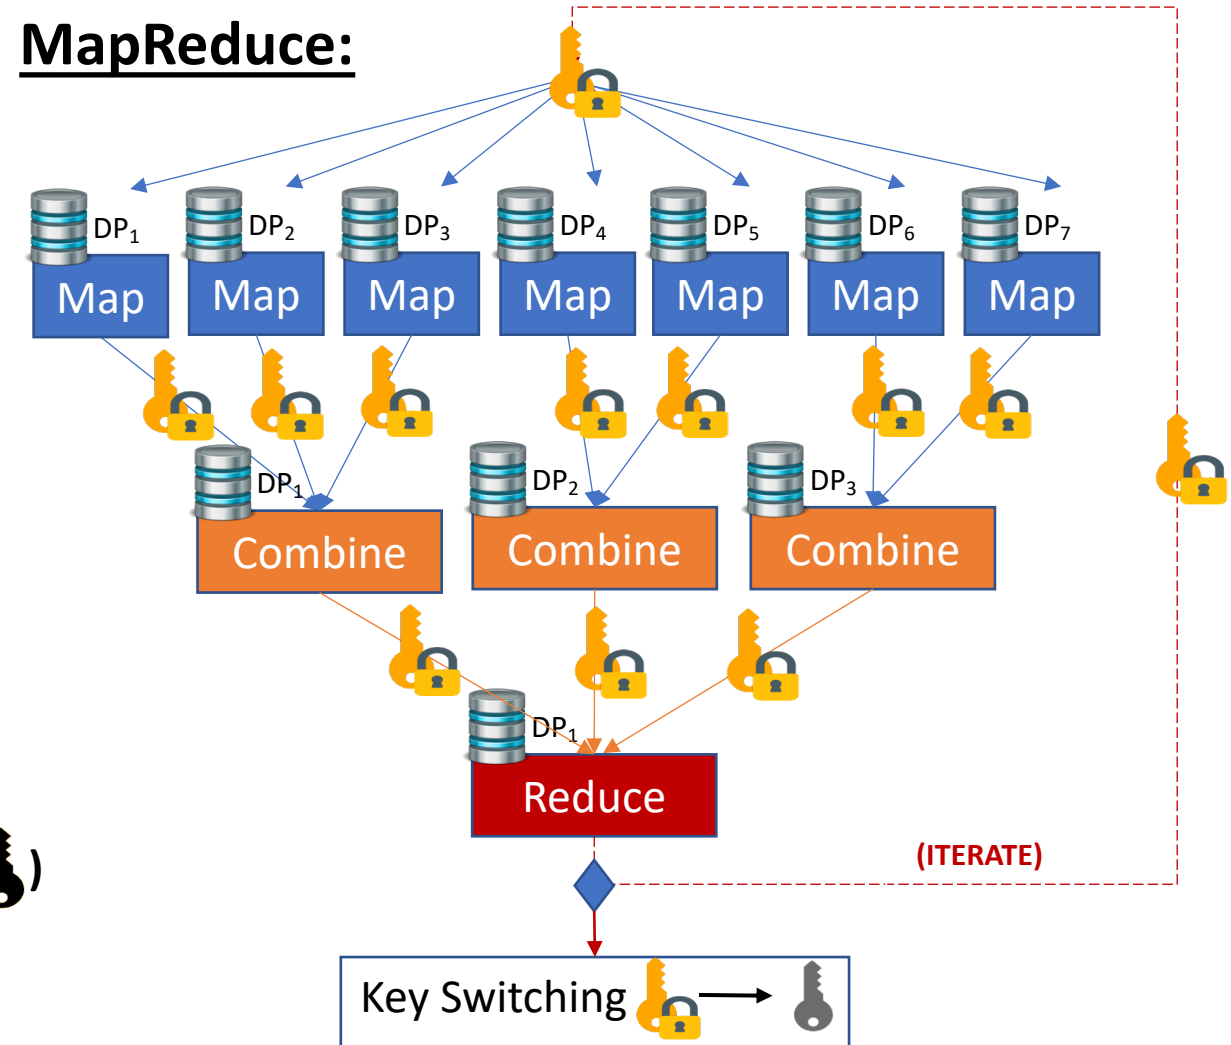 MapReduce:
DP₁ DP₂ DP₃ DP₄ DP₅ DP₆ DP₇
Map Map Map Map Map Map Map
DP₁ DP₂ DP₃
Combine Combine Combine
DP₁
Reduce
(ITERATE)
)
Key Switching